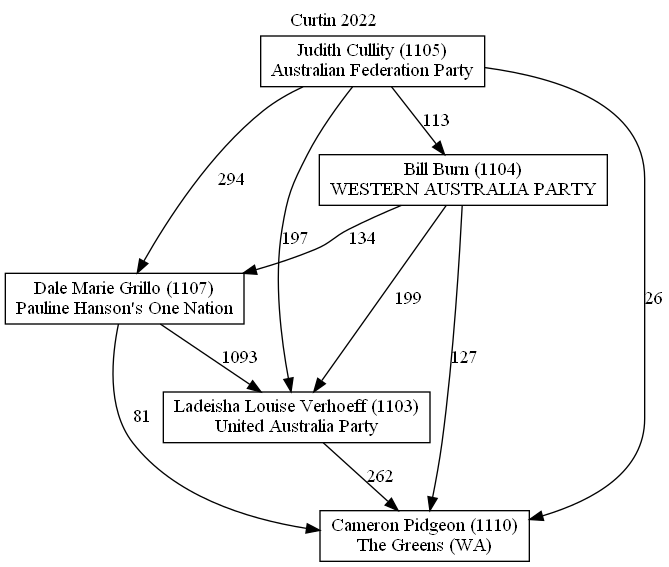 Curtin 2022
Judith Cullity (1105)
Australian Federation Party
113
Bill Burn (1104)
WESTERN AUSTRALIA PARTY
294
197
134
Dale Marie Grillo (1107)
Pauline Hanson's One Nation
199
26
1093
127
81
Ladeisha Louise Verhoeff (1103)
United Australia Party
262
Cameron Pidgeon (1110)
The Greens (WA)